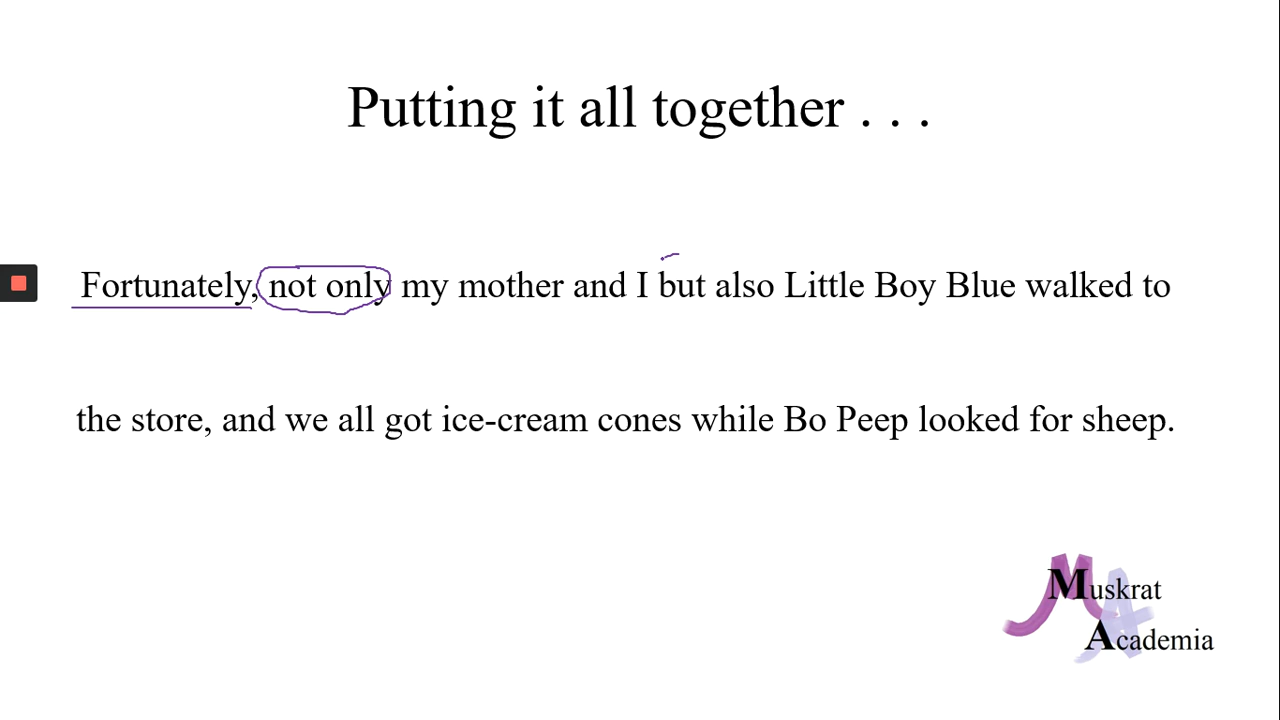 Putting it all together . . .
Fortunately, not only my mother and I but also Little Boy Blue walked to
the store, and we all got ice-cream cones while Bo Peep looked for sheep.
Muskrat
Academia